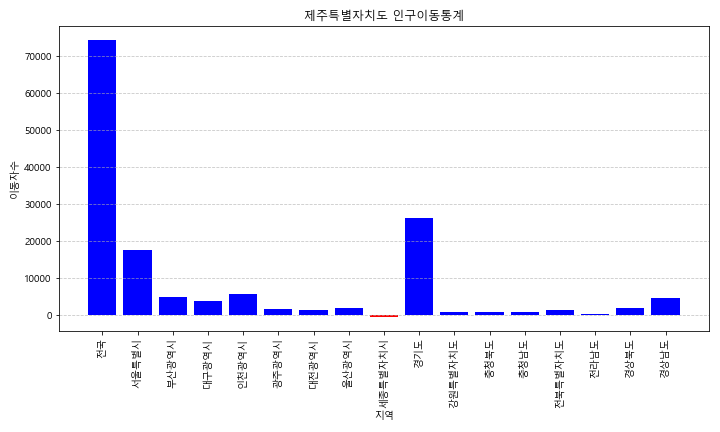 제주특별자치도 인구이동통계
이동자수
70000
60000
50000
40000
30000
20000
10000
0
전국
서울특별시
부산광역시
대구광역시
인천광역시
광주광역시
대전광역시
울산광역시
세종특별자치시
경기도
강원특별자치도
충청북도
충청남도
전북특별자치도
전라남도
경상북도
경상남도
지역